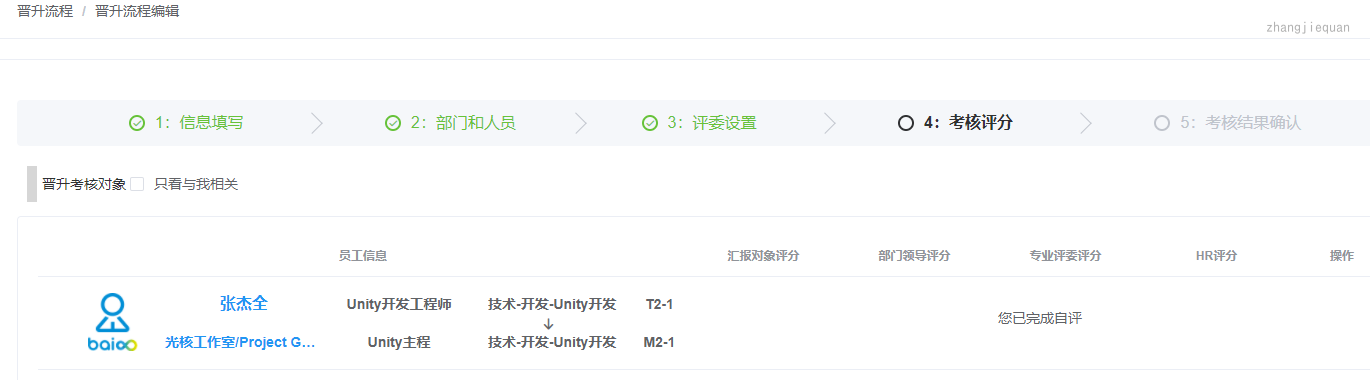 晋升流程 / 晋升流程编辑
zhangjiequan
1：信息填写 2：部门和人员 3：评委设置 4：考核评分 5：考核结果确认
晋升考核对象 只看与我相关
员工信息 汇报对象评分 部门领导评分 专业评委评分 HR评分 操作
张杰全 Unity开发工程师 技术-开发-Unity开发 T2-1
您已完成自评
光核工作室/Project G... Unity主程 技术-开发-Unity开发 M2-1
baioo